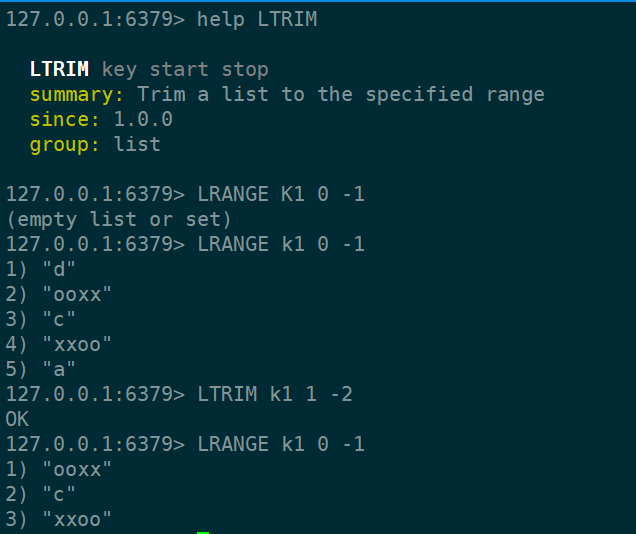 127.0.0.1:6379> help LTRIM
LTRIM key start stop
summary: Trim a list to the specified range
since: 1.0.0
group: list
127.0.0.1:6379> LRANGE K1 0 -1
(empty list or set)
127.0.0.1:6379> LRANGE k1 0 -1
1) "d"
2) "ooxx"
3) "c"
4) "xxoo"
5) "a"
127.0.0.1:6379> LTRIM k1 1 -2
OK
127.0.0.1:6379> LRANGE k1 0 -1
1) "ooxx"
2) "c"
3) "xxoo"